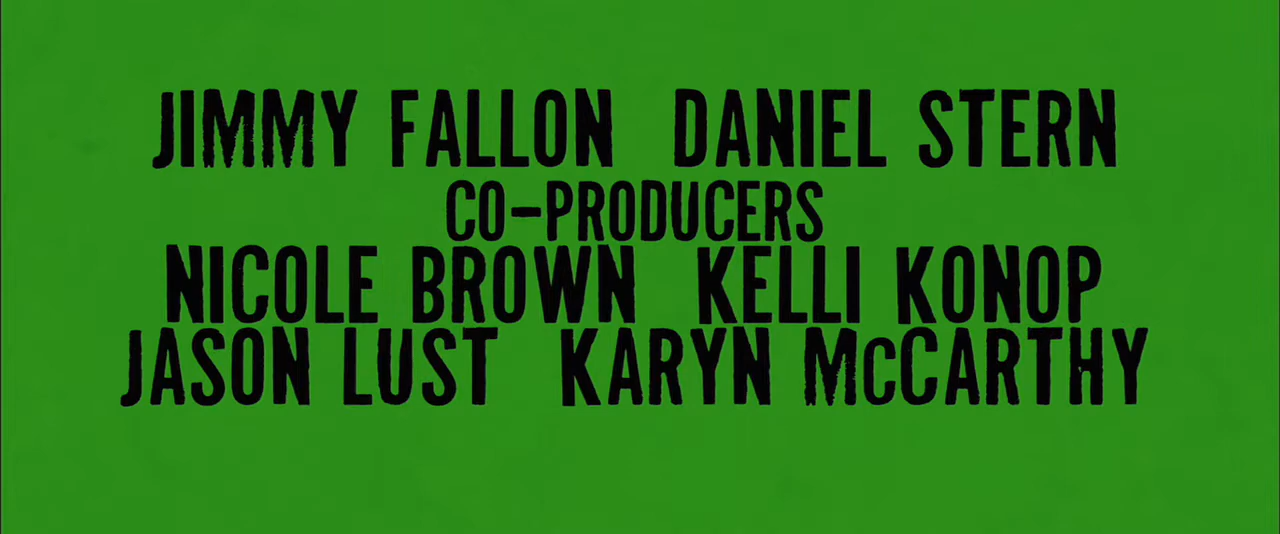 JIMMY FALLON DANIEL STERN
CO-PRODUCERS
NICOLE BROWN KELLI KONOP
JASON LUST KARYN McCARTHY